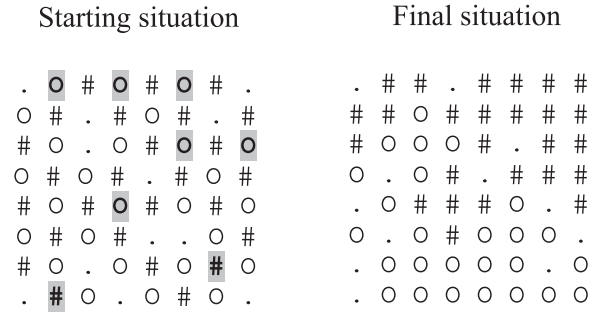 Starting situation Final situation
. O # O # O # . . # # . # # # #
O # . # O # . # # # O # # # # #
# O . O # O # O # O O O # . # #
O # O # . # O # O . O # . # # #
# O # O # O # O . O # # # O . #
O # O # . . O # O . O # O O O .
# O . O # O # O . O O O O O . O
. # O . O # O . . O O O O O O O